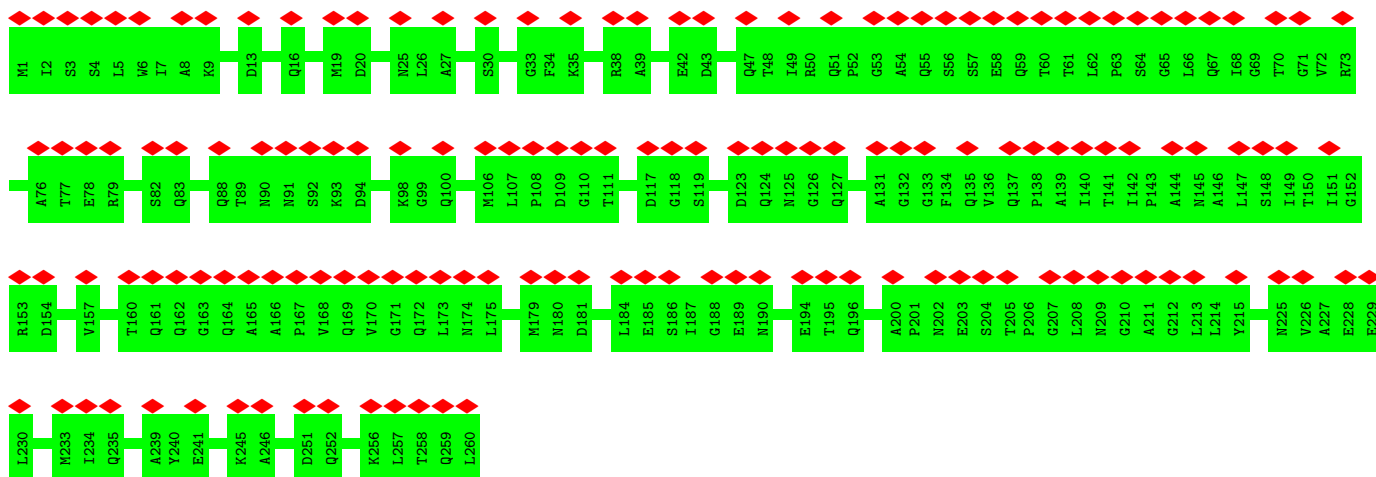 M1 I2 S3 S4 L5 W6 I7 A8 K9 D13 Q16 M19 D20 N25 L26 A27 S30 G33 F34 K35 R38 A39 E42 D43 Q47 T48 I49 R50 Q51 P52 G53 A54 Q55 S56 S57 E58 Q59 T60 T61 L62 P63 S64 G65 L66 Q67 I68 G69 T70 G71 V72 R73
A76 T77 E78 R79 S82 Q83 Q88 T89 N90 N91 S92 K93 D94 K98 G99 Q100 M106 L107 P108 D109 G110 T111 D117 G118 S119 D123 Q124 N125 G126 Q127 A131 G132 G133 F134 Q135 V136 Q137 P138 A139 I140 T141 I142 P143 A144 N145 A146 L147 S148 I149 T150 I151 G152
R153 D154 V157 T160 Q161 Q162 G163 Q164 A165 A166 P167 V168 Q169 V170 G171 Q172 L173 N174 L175 M179 N180 D181 L184 E185 S186 I187 G188 E189 N190 E194 T195 Q196 A200 P201 N202 E203 S204 T205 P206 G207 L208 N209 G210 A211 G212 L213 L214 Y215 N225 V226 A227 E228 E229
L230 M233 I234 Q235 A239 Y240 E241 K245 A246 D251 Q252 K256 L257 T258 Q259 L260